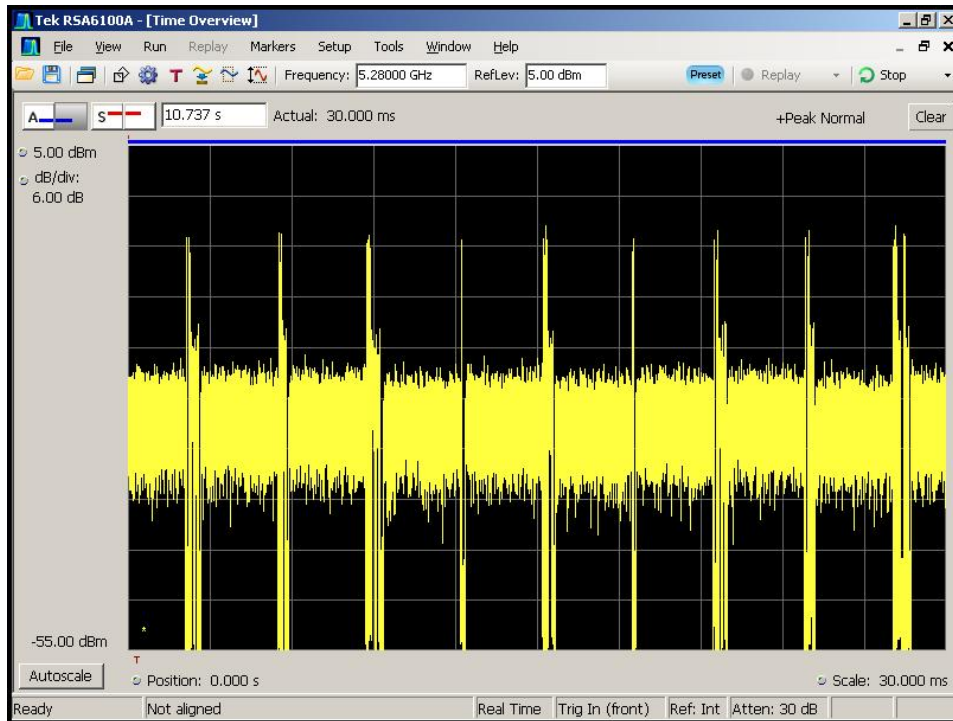 Tek RSA6100A - [Time Overview]
File View Run Replay Markers Setup Tools Window Help
T Frequency: 5.28000 GHz RefLev: 5.00 dBm Preset Replay Stop
A S 10.737 s Actual: 30.000 ms +Peak Normal Clear
5.00 dBm
dB/div:
6.00 dB
-55.00 dBm
T
Autoscale Position: 0.000 s Scale: 30.000 ms
Ready Not aligned Real Time Trig In (front) Ref: Int Atten: 30 dB